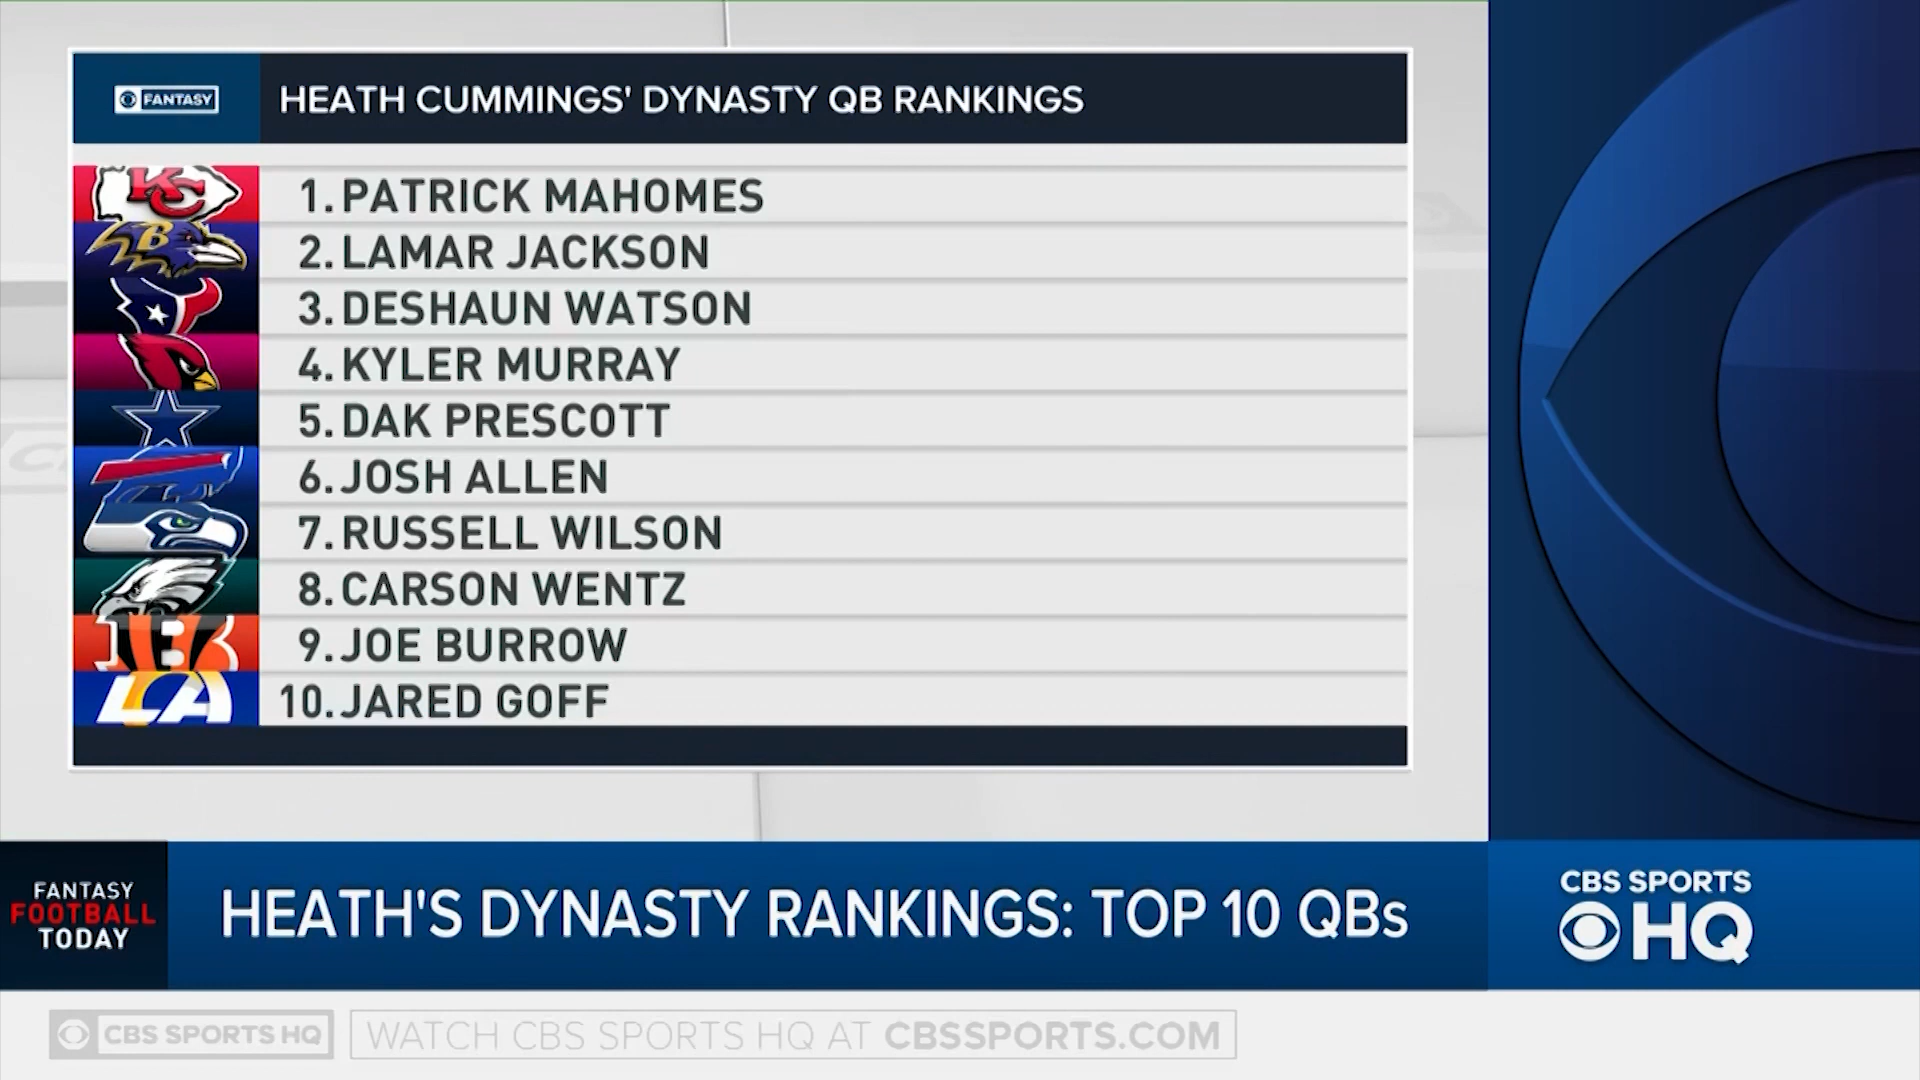 FANTASY
HEATH CUMMINGS' DYNASTY QB RANKINGS
KC
1. PATRICK MAHOMES
B
2. LAMAR JACKSON
3. DESHAUN WATSON
4. KYLER MURRAY
5. DAK PRESCOTT
6. JOSH ALLEN
7. RUSSELL WILSON
8. CARSON WENTZ
B
9. JOE BURROW
LA
10. JARED GOFF
FANTASY
FOOTBALL
TODAY
HEATH'S DYNASTY RANKINGS: TOP 10 QBs
CBS SPORTS
HQ
CBS SPORTS HQ
WATCH CBS SPORTS HQ AT CBSSPORTS.COM